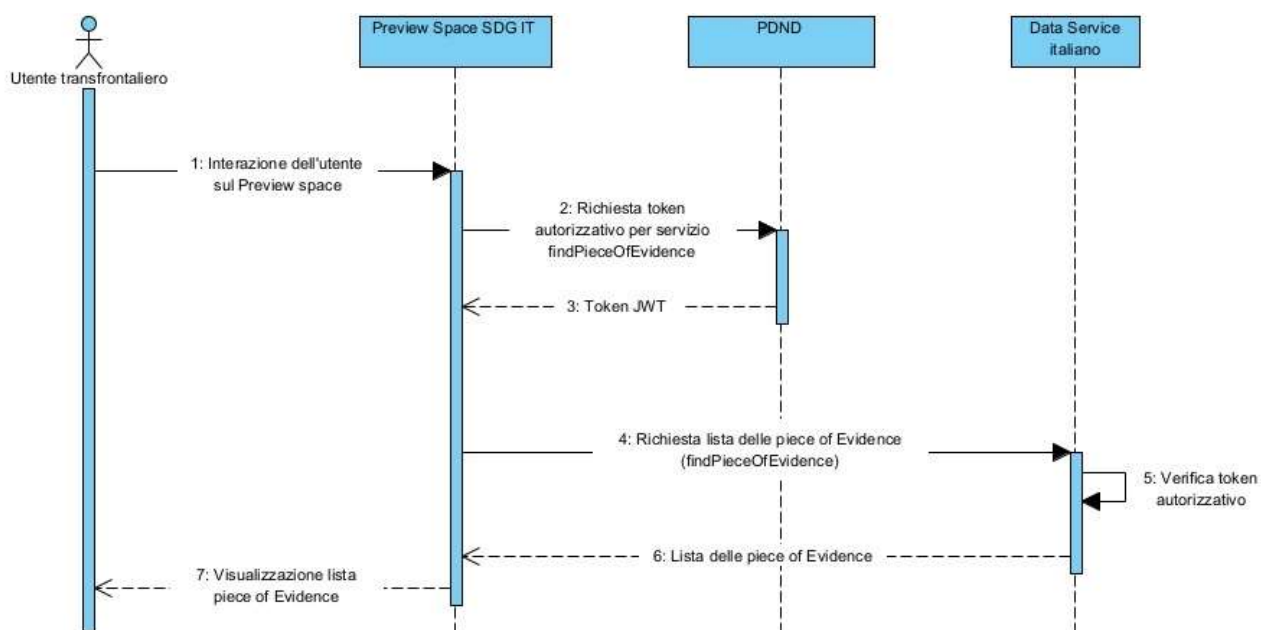 Preview Space SDG IT
PDND
Data Service
italiano
Utente transfrontaliero
1: Interazione dell'utente
sul Preview space
2: Richiesta token
autorizzativo per servizio
findPieceOfEvidence
3: Token JWT
4: Richiesta lista delle piece of Evidence
(findPieceOfEvidence)
5: Verifica token
autorizzativo
6: Lista delle piece of Evidence
7: Visualizzazione lista
piece of Evidence